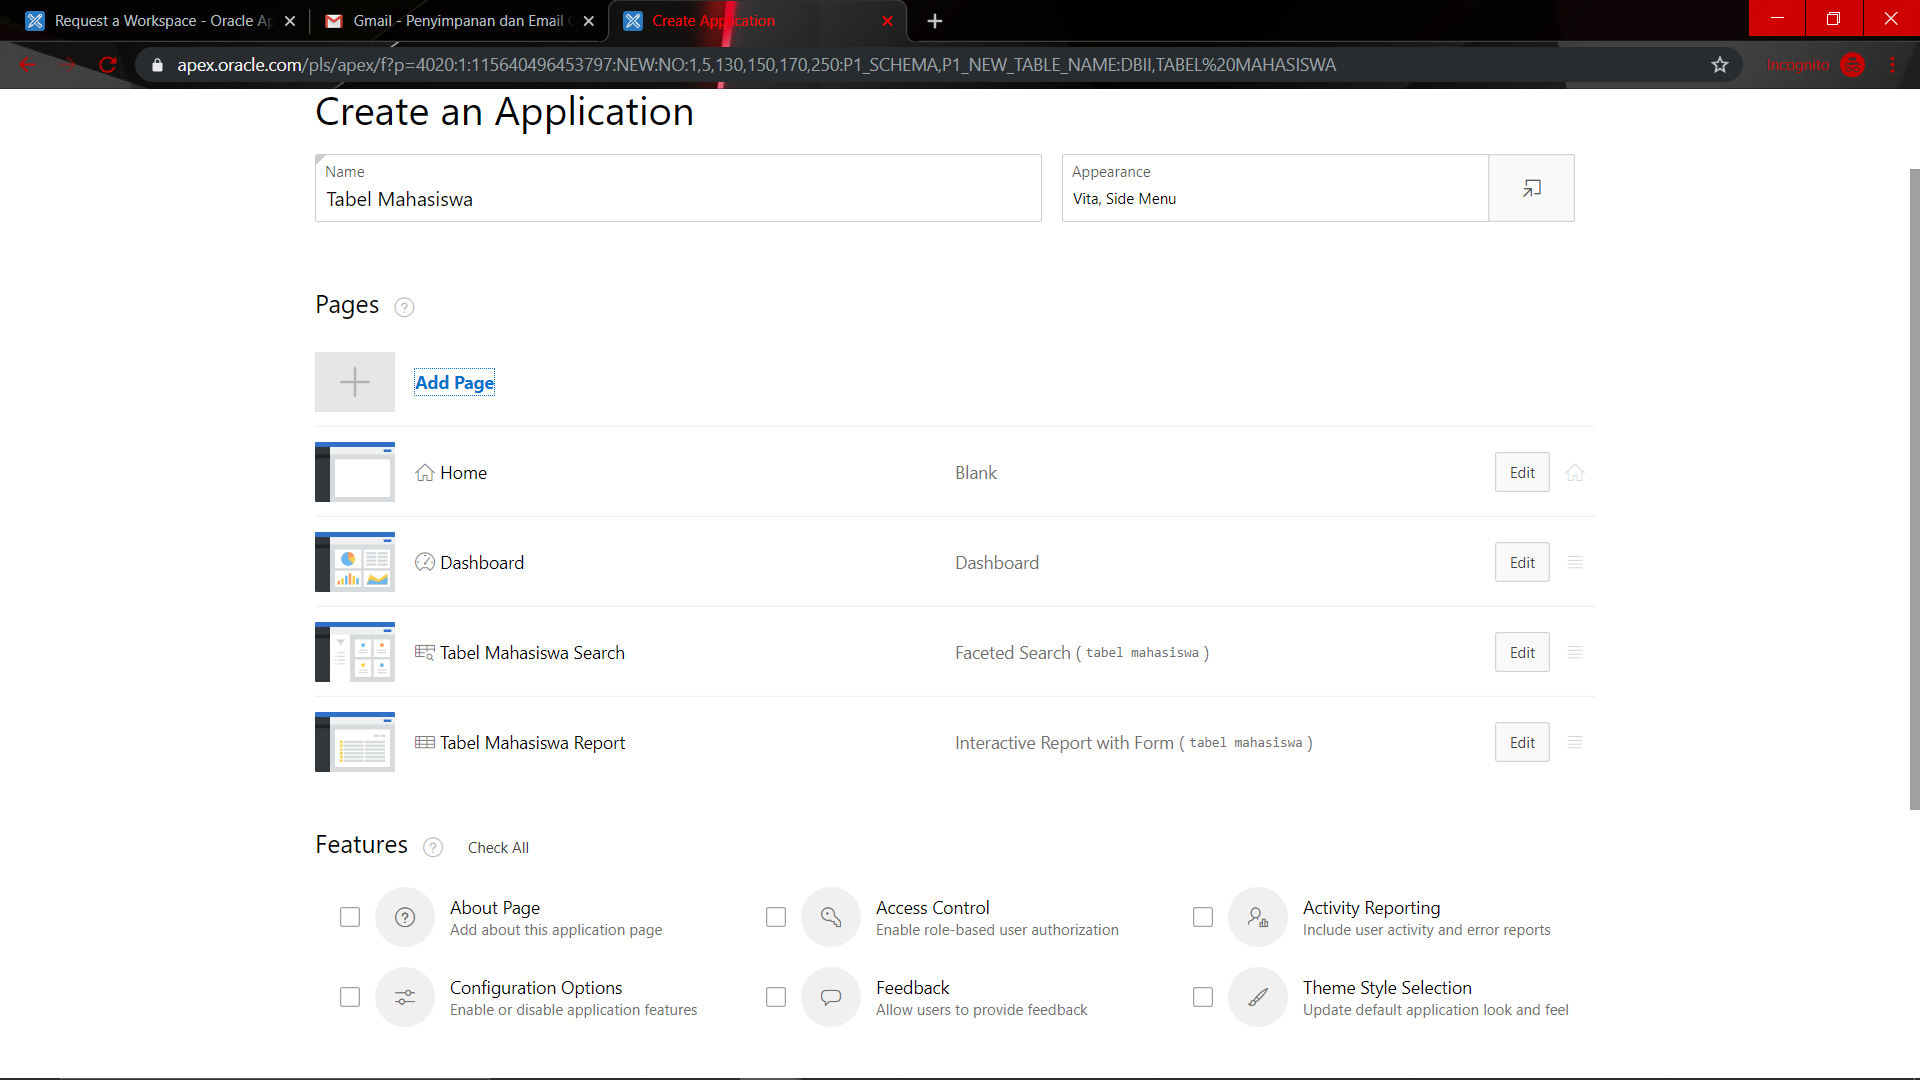 Request a Workspace - Oracle Ap
Gmail - Penyimpanan dan Email
Create Application
apex.oracle.com/pls/apex/f?p=4020:1:115640496453797:NEW:NO:1,5,130,150,170,250:P1_SCHEMA,P1_NEW_TABLE_NAME:DBII,TABEL%20MAHASISWA
Incognito
Create an Application
Name
Tabel Mahasiswa
Appearance
Vita, Side Menu
Pages ?
Add Page
Home Blank Edit
Dashboard Dashboard Edit
Tabel Mahasiswa Search Faceted Search ( tabel mahasiswa ) Edit
Tabel Mahasiswa Report Interactive Report with Form ( tabel mahasiswa ) Edit
Features ? Check All
About Page
Add about this application page
Access Control
Enable role-based user authorization
Activity Reporting
Include user activity and error reports
Configuration Options
Enable or disable application features
Feedback
Allow users to provide feedback
Theme Style Selection
Update default application look and feel